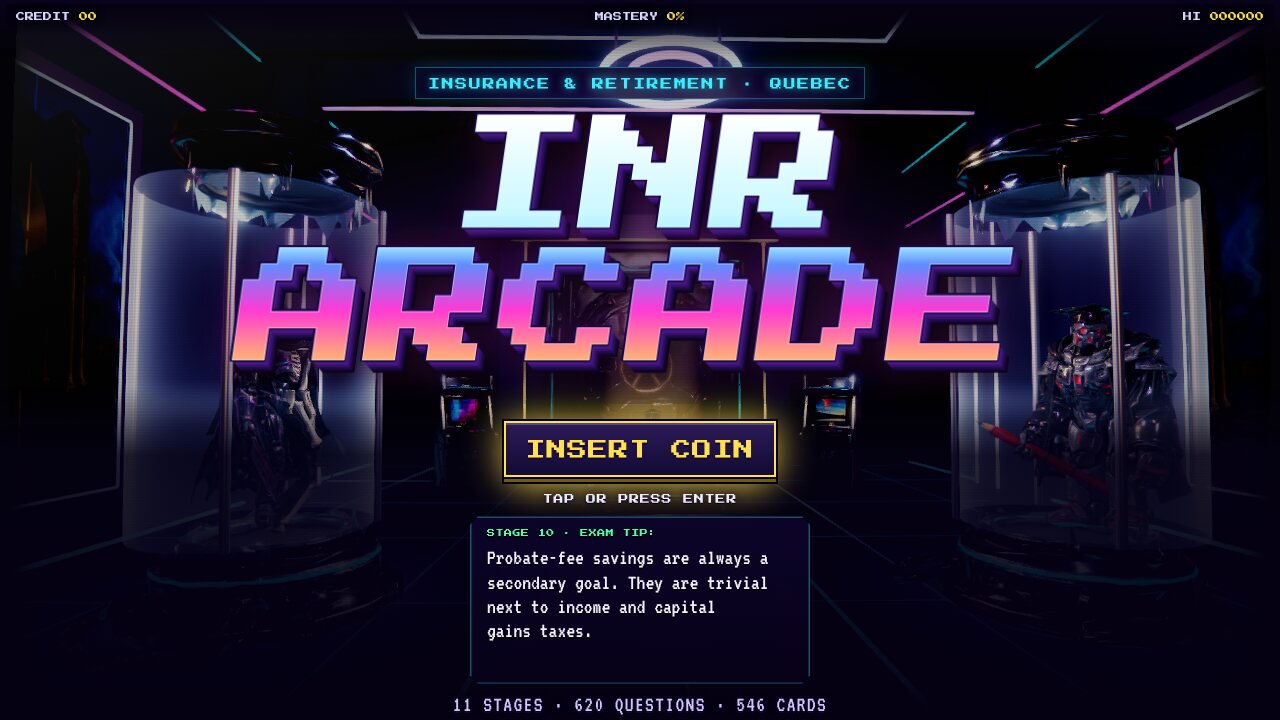 CREDIT 00
MASTERY 0%
HI 000000
INSURANCE & RETIREMENT · QUEBEC
INR
ARCADE
INSERT COIN
TAP OR PRESS ENTER
STAGE 10 · EXAM TIP:
Probate-fee savings are always a
secondary goal. They are trivial
next to income and capital
gains taxes.
11 STAGES · 620 QUESTIONS · 546 CARDS